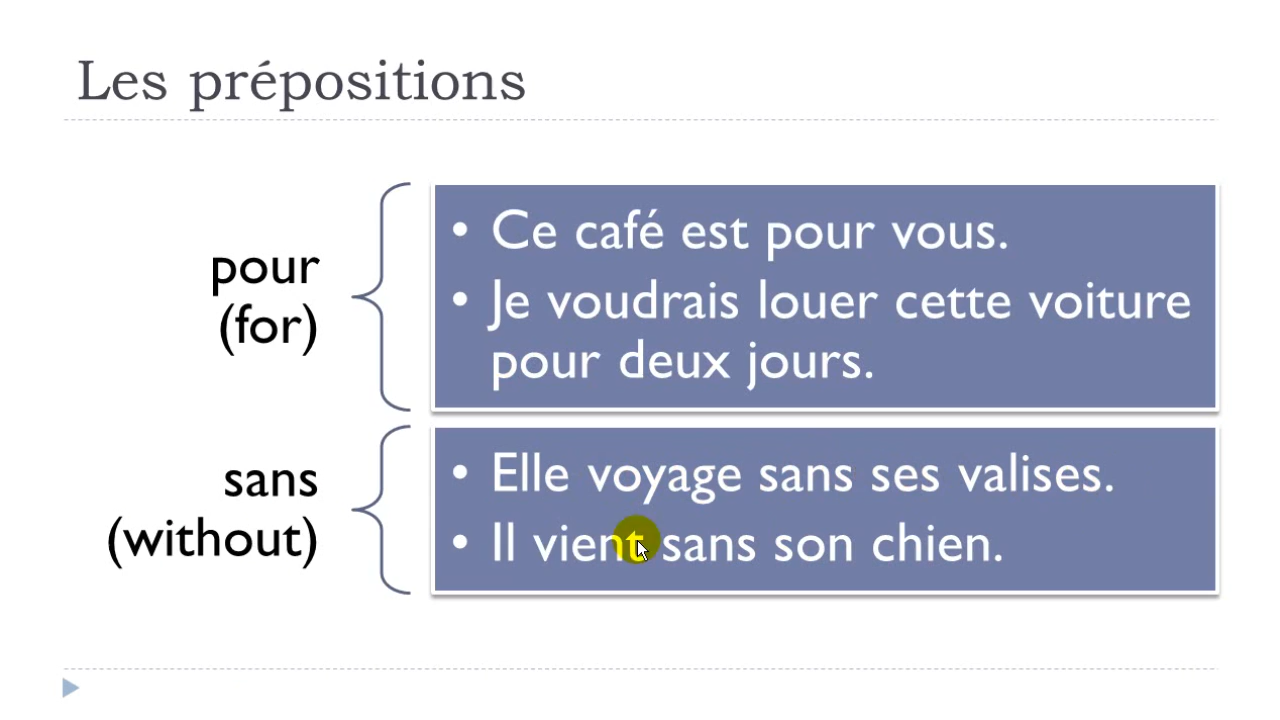 Les prépositions
pour
(for)
• Ce café est pour vous.
• Je voudrais louer cette voiture
pour deux jours.
sans
(without)
• Elle voyage sans ses valises.
• Il vient sans son chien.